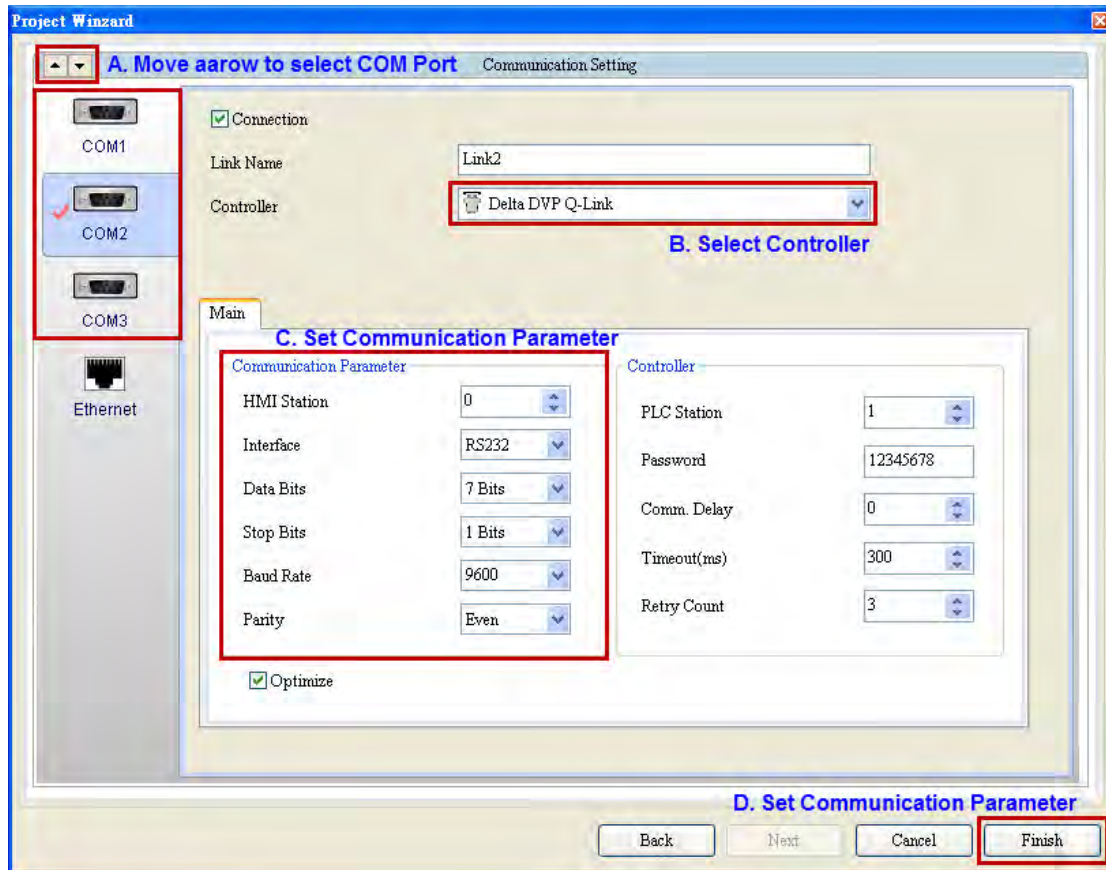 Project Winzard
A. Move aarow to select COM Port
Communication Setting
COM1
COM2
COM3
Ethernet
Connection
Link Name
Link2
Controller
Delta DVP Q-Link
B. Select Controller
Main
C. Set Communication Parameter
Communication Parameter
HMI Station
0
Interface
RS232
Data Bits
7 Bits
Stop Bits
1 Bits
Baud Rate
9600
Parity
Even
Controller
PLC Station
1
Password
12345678
Comm. Delay
0
Timeout(ms)
300
Retry Count
3
Optimize
D. Set Communication Parameter
Back
Next
Cancel
Finish